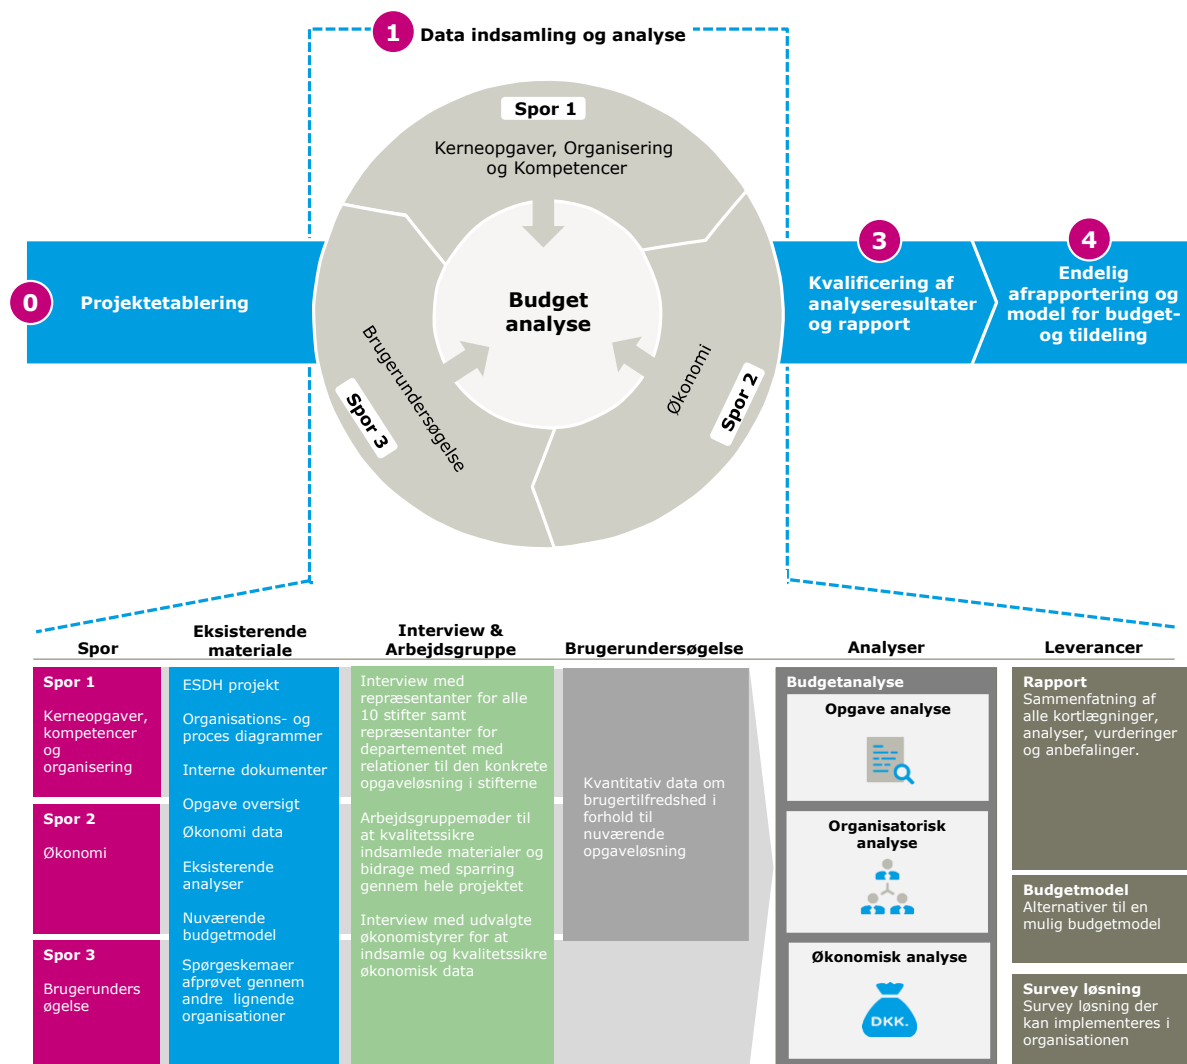 1
Data indsamling og analyse
Spor 1
Kerneopgaver, Organisering
og Kompetencer
0
Projektetablering
Budget
analyse
Brugerundersøgelse
Spor 3
Økonomi
Spor 2
3
Kvalificering af
analyseresultater
og rapport
4
Endelig
afrapportering og
model for budget-
og tildeling
Spor
Eksisterende
materiale
Interview &
Arbejdsgruppe
Brugerundersøgelse
Analyser
Leverancer
Spor 1
Kerneopgaver,
kompetencer
og
organisering
Spor 2
Økonomi
Spor 3
Brugerunders
øgelse
ESDH projekt
Organisations- og
proces diagrammer
Interne dokumenter
Opgave oversigt
Økonomi data
Eksisterende
analyser
Nuværende
budgetmodel
Spørgeskemaer
afprøvet gennem
andre lignende
organisationer
Interview med
repræsentanter for alle
10 stifter samt
repræsentanter for
departementet med
relationer til den konkrete
opgaveløsning i stifterne
Arbejdsgruppemøder til
at kvalitetssikre
indsamlede materialer og
bidrage med sparring
gennem hele projektet
Interview med udvalgte
økonomistyrer for at
indsamle og kvalitetssikre
økonomisk data
Kvantitativ data om
brugertilfredshed i
forhold til
nuværende
opgaveløsning
Budgetanalyse
Opgave analyse
Organisatorisk
analyse
Økonomisk analyse
DKK.
Rapport
Sammenfatning af
alle kortlægninger,
analyser, vurderinger
og anbefalinger.
Budgetmodel
Alternativer til en
mulig budgetmodel
Survey løsning
Survey løsning der
kan implementeres i
organisationen